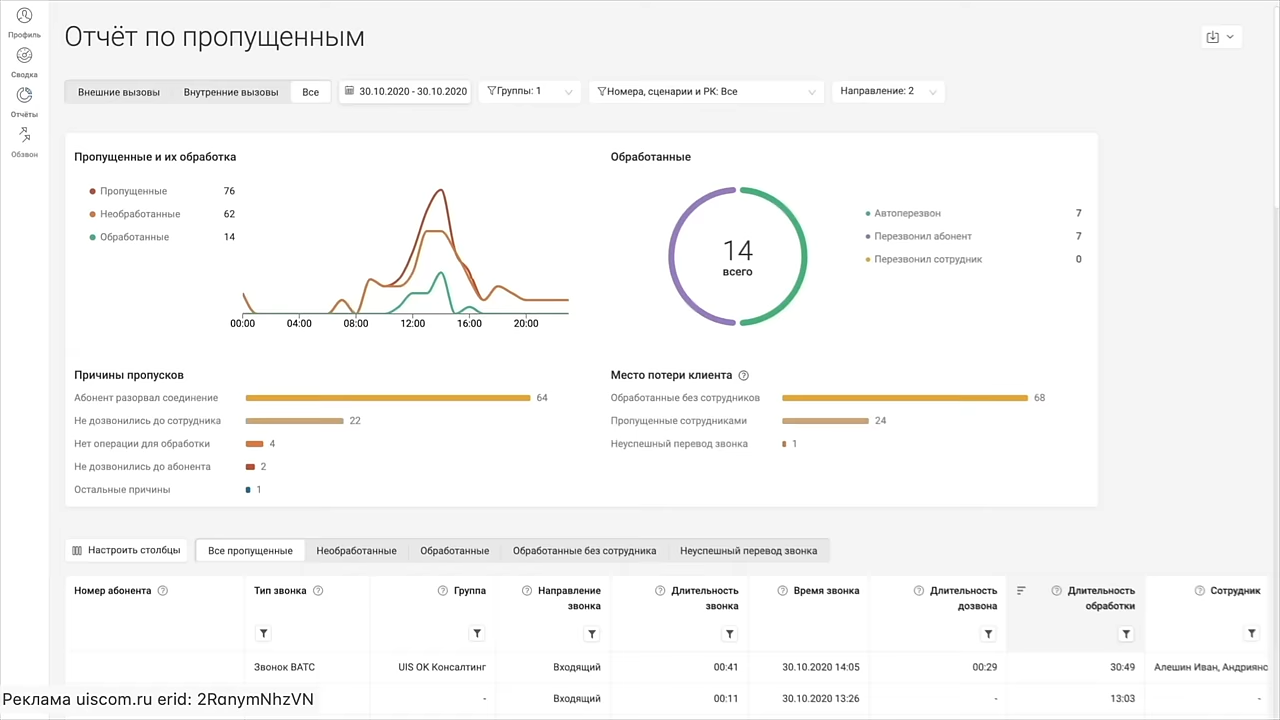 Профиль
Сводка
Отчёты
Обзвон
Отчёт по пропущенным
Внешние вызовы Внутренние вызовы Все 30.10.2020 - 30.10.2020 Группы: 1 Номера, сценарии и РК: Все Направление: 2
Пропущенные и их обработка
Пропущенные 76
Необработанные 62
Обработанные 14
00:00 04:00 08:00 12:00 16:00 20:00
Обработанные
14
всего
Автоперезвон 7
Перезвонил абонент 7
Перезвонил сотрудник 0
Причины пропусков
Абонент разорвал соединение 64
Не дозвонились до сотрудника 22
Нет операции для обработки 4
Не дозвонились до абонента 2
Остальные причины 1
Место потери клиента ?
Обработанные без сотрудников 68
Пропущенные сотрудниками 24
Неуспешный перевод звонка 1
Настроить столбцы Все пропущенные Необработанные Обработанные Обработанные без сотрудника Неуспешный перевод звонка
Номер абонента ? Тип звонка ? ? Группа ? Направление ? Длительность ? Время звонка ? Длительность ? Длительность ? Сотрудник
звонка звонка дозвона обработки
Звонок ВАТС UIS ОК Консалтинг Входящий 00:41 30.10.2020 14:05 00:29 30:49 Алешин Иван, Андриянс
- Входящий 00:11 30.10.2020 13:26 - 13:03 -
Реклама uiscom.ru erid: 2RanymNhzVN